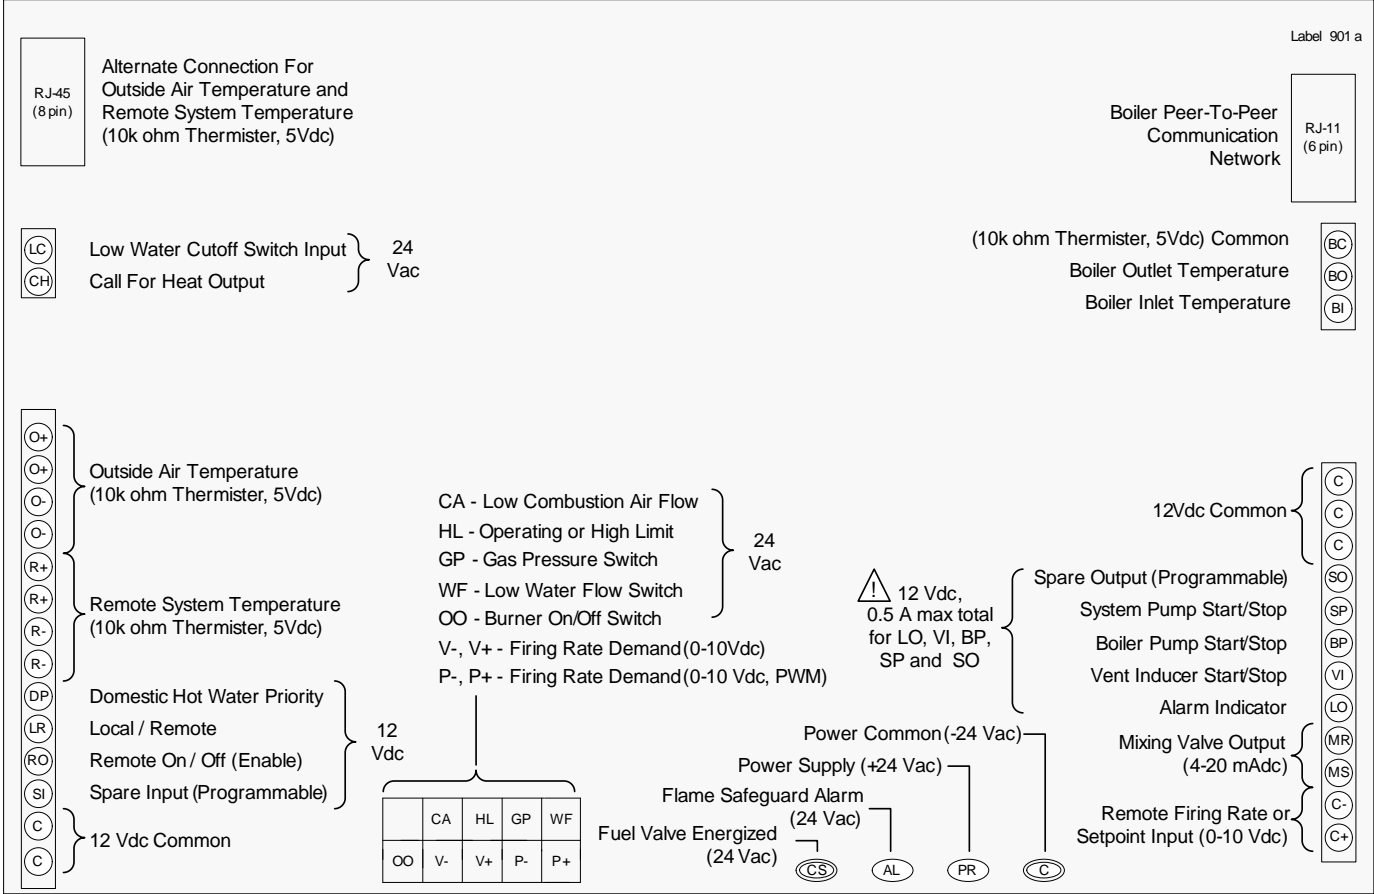 Label 901 a
RJ-45
(8 pin)
Alternate Connection For
Outside Air Temperature and
Remote System Temperature
(10k ohm Thermister, 5Vdc)
Boiler Peer-To-Peer
Communication
Network
RJ-11
(6 pin)
LC
Low Water Cutoff Switch Input
CH
Call For Heat Output
24
Vac
(10k ohm Thermister, 5Vdc) Common
BC
Boiler Outlet Temperature
BO
Boiler Inlet Temperature
BI
O+
O+
O-
O-
Outside Air Temperature
(10k ohm Thermister, 5Vdc)
R+
R+
R-
R-
Remote System Temperature
(10k ohm Thermister, 5Vdc)
DP
Domestic Hot Water Priority
LR
Local / Remote
RO
Remote On / Off (Enable)
SI
Spare Input (Programmable)
12
Vdc
C
C
12 Vdc Common
CA - Low Combustion Air Flow
HL - Operating or High Limit
GP - Gas Pressure Switch
WF - Low Water Flow Switch
OO - Burner On/Off Switch
24
Vac
V-, V+ - Firing Rate Demand (0-10Vdc)
P-, P+ - Firing Rate Demand (0-10 Vdc, PWM)
CA HL GP WF
OO V- V+ P- P+
12Vdc Common
C
C
C
! 12 Vdc,
0.5 A max total
for LO, VI, BP,
SP and SO
Spare Output (Programmable)
SO
System Pump Start/Stop
SP
Boiler Pump Start/Stop
BP
Vent Inducer Start/Stop
VI
Alarm Indicator
LO
Mixing Valve Output
(4-20 mAdc)
MR
MS
Remote Firing Rate or
Setpoint Input (0-10 Vdc)
C-
C+
Power Common (-24 Vac)
Power Supply (+24 Vac)
Flame Safeguard Alarm
(24 Vac)
Fuel Valve Energized
(24 Vac)
CS
AL
PR
C